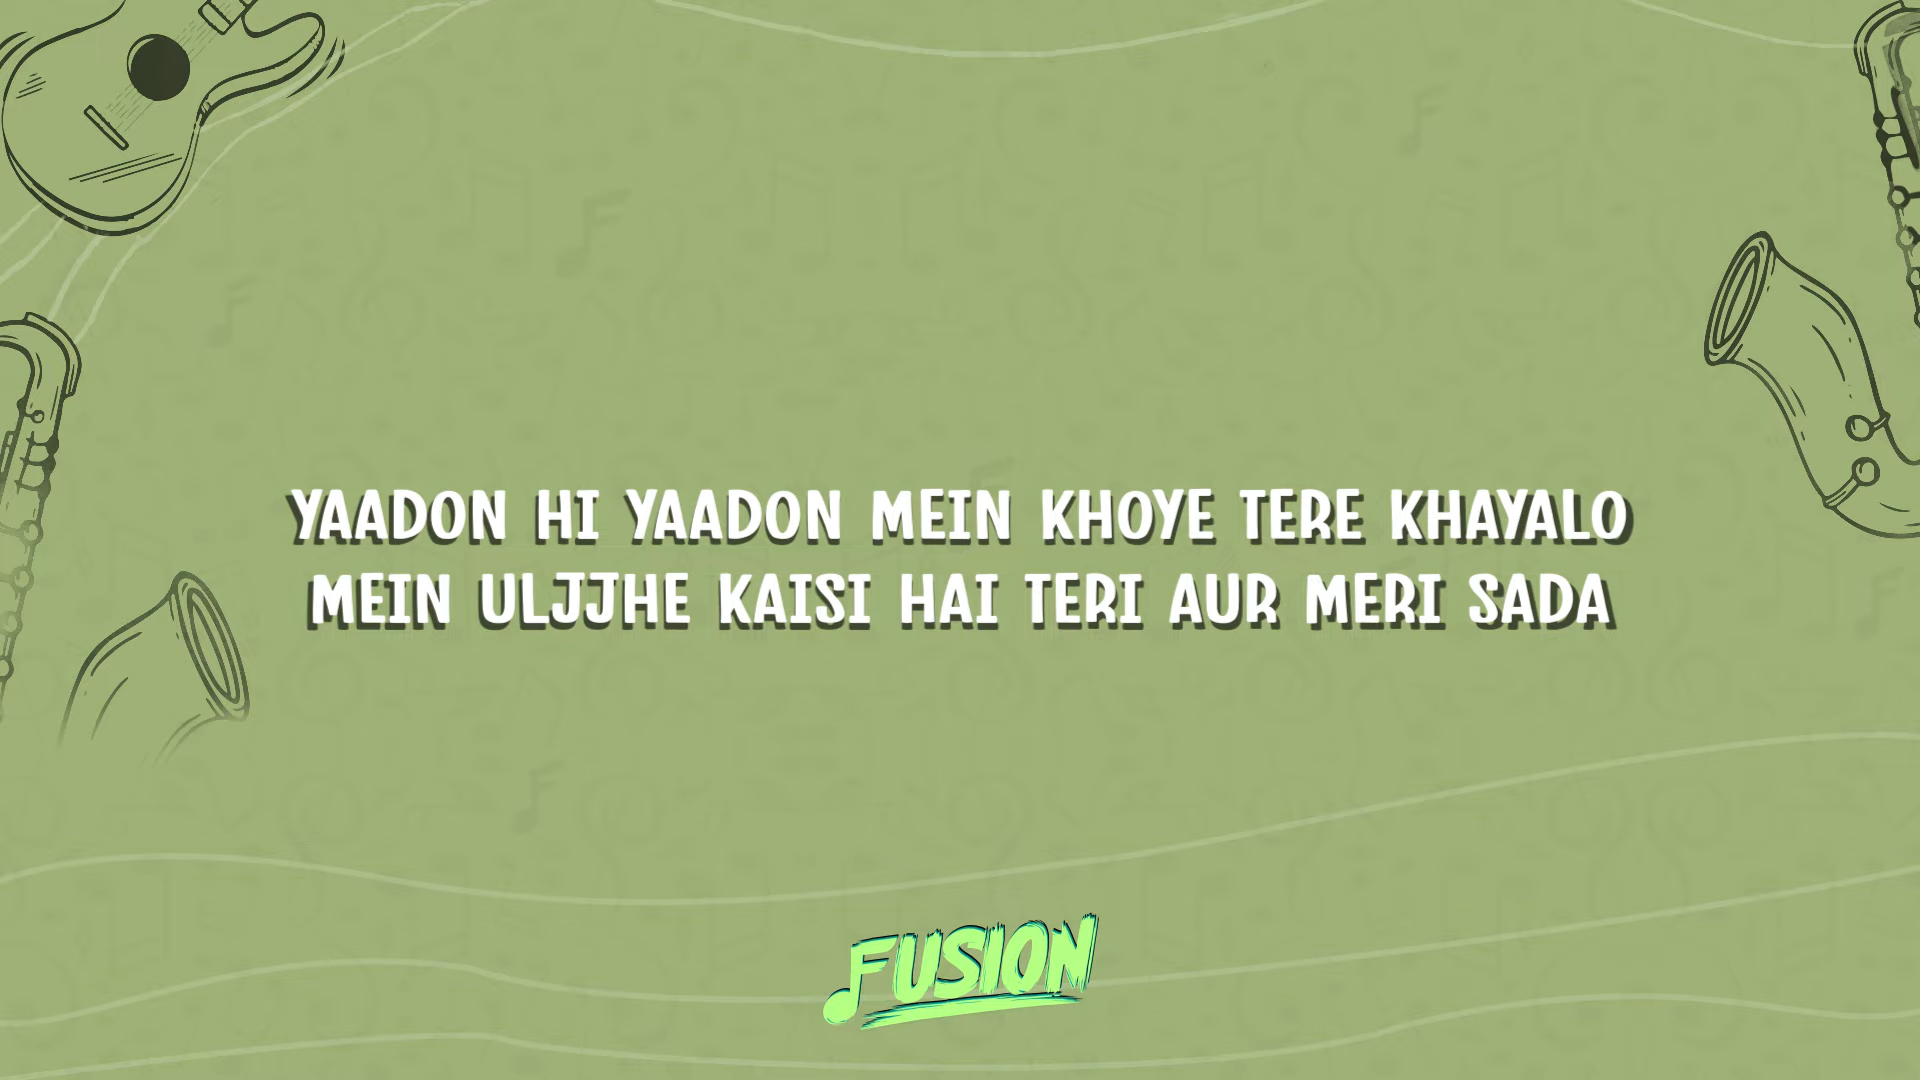 YAADON HI YAADON MEIN KHOYE TERE KHAYALO
MEIN ULJJHE KAISI HAI TERI AUR MERI SADA
FUSION